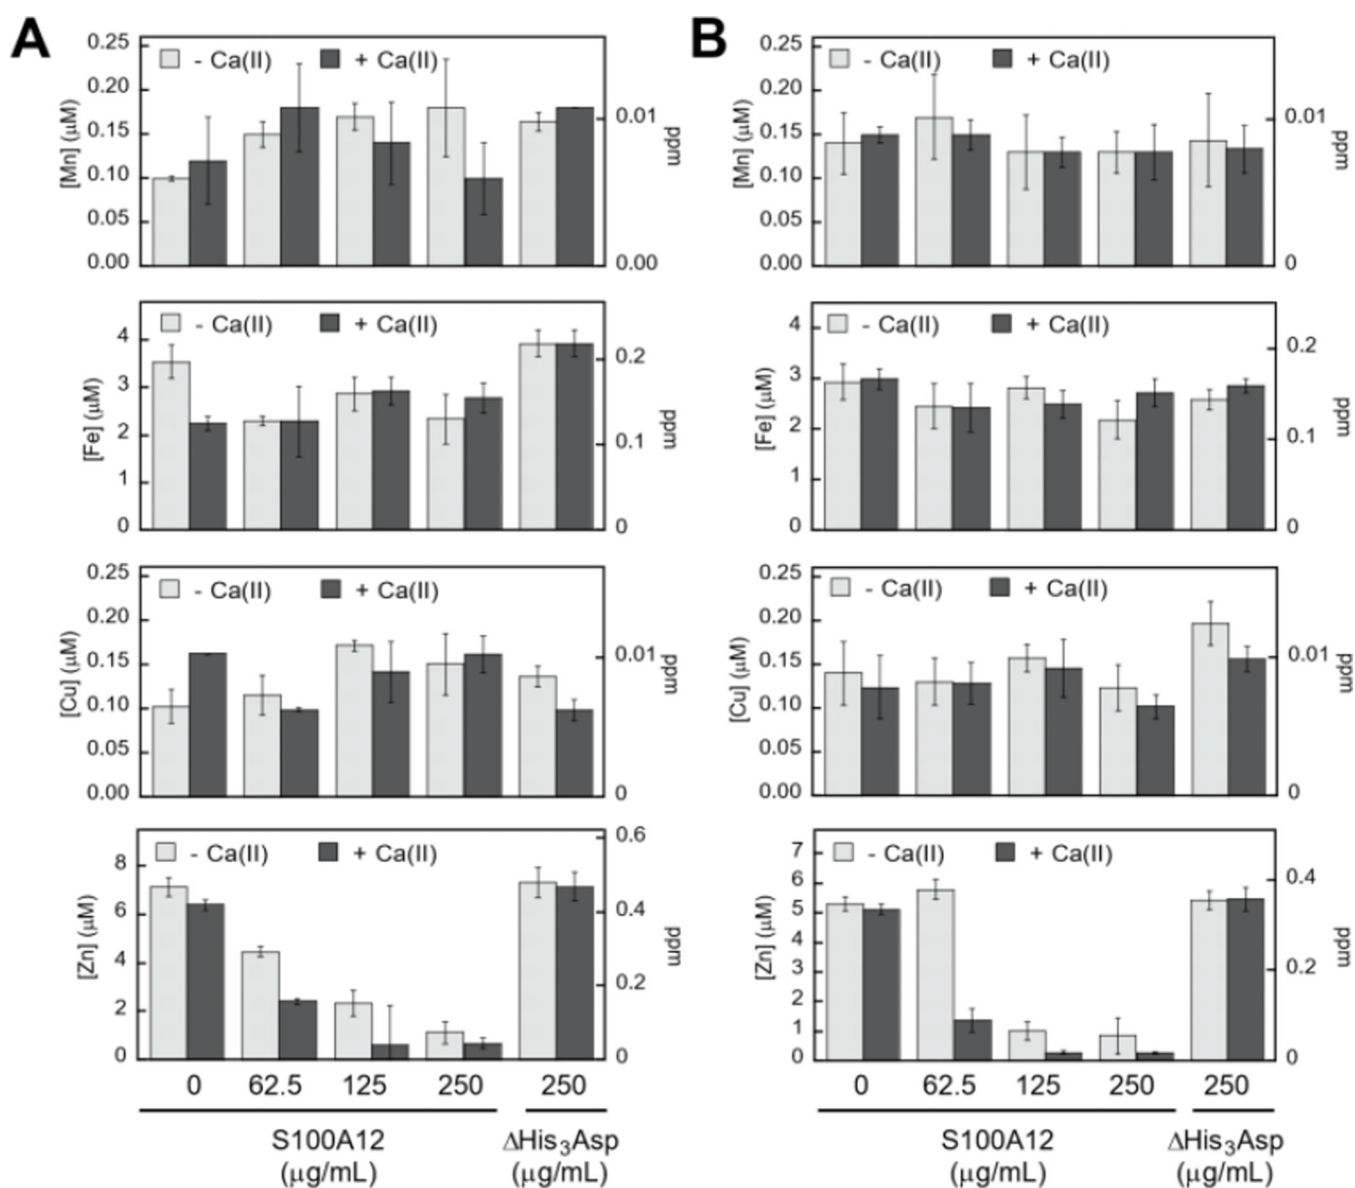 A
B
0.25
0.20
0.15
0.10
0.05
0.00
[Mn] (µM)
- Ca(II)
+ Ca(II)
0.01
0.00
ppm
0.25
0.20
0.15
0.10
0.05
0.00
[Mn] (µM)
- Ca(II)
+ Ca(II)
0.01
0
ppm
4
3
2
1
0
[Fe] (µM)
- Ca(II)
+ Ca(II)
0.2
0.1
0
ppm
4
3
2
1
0
[Fe] (µM)
- Ca(II)
+ Ca(II)
0.2
0.1
0
ppm
0.25
0.20
0.15
0.10
0.05
0.00
[Cu] (µM)
- Ca(II)
+ Ca(II)
0.01
0
ppm
0.25
0.20
0.15
0.10
0.05
0.00
[Cu] (µM)
- Ca(II)
+ Ca(II)
0.01
0
ppm
8
6
4
2
0
[Zn] (µM)
- Ca(II)
+ Ca(II)
0.6
0.4
0.2
0
ppm
7
6
5
4
3
2
1
0
[Zn] (µM)
- Ca(II)
+ Ca(II)
0.4
0.2
0
ppm
0 62.5 125 250 250
S100A12 ΔHis₃Asp
(µg/mL) (µg/mL)
0 62.5 125 250 250
S100A12 ΔHis₃Asp
(µg/mL) (µg/mL)